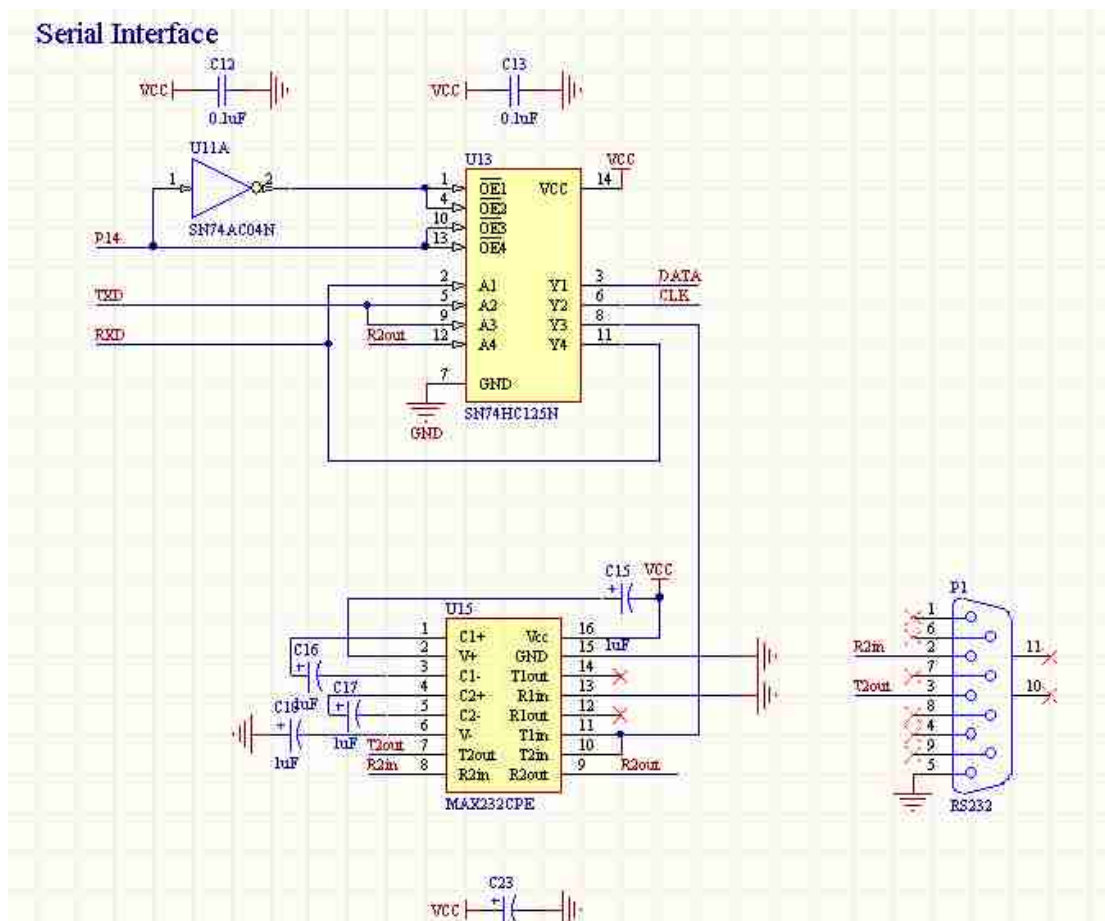 Serial Interface
C12
VCC
0.1uF
C13
VCC
0.1uF
U11A
1
2
SN74AC04N
P14
TXD
RXD
R2out
U13
VCC
1 OE1 VCC 14
4 OE2
10 OE3
13 OE4
2 A1 Y1 3 DATA
5 A2 Y2 6 CLK
9 A3 Y3 8
12 A4 Y4 11
7 GND
SN74HC125N
GND
C15 VCC
1uF
U15
1 C1+ Vcc 16
2 V+ GND 15
3 C1- T1out 14
4 C2+ R1in 13
5 C2- R1out 12
6 V- T1in 11
7 T2out T2in 10
8 R2in R2out 9
MAX232CPE
C16
1uF
C17
1uF
C18
1uF
T2out
R2in
R2out
P1
1
6
R2in 2
7
T2out 3
8
4
9
5
11
10
RS232
C23
VCC